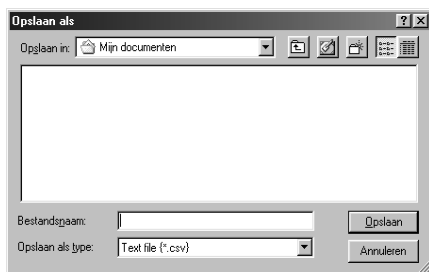 Opslaan als
Opslaan in: Mijn documenten
Bestandsnaam:
Opslaan
Opslaan als type: Text file (*.csv)
Annuleren